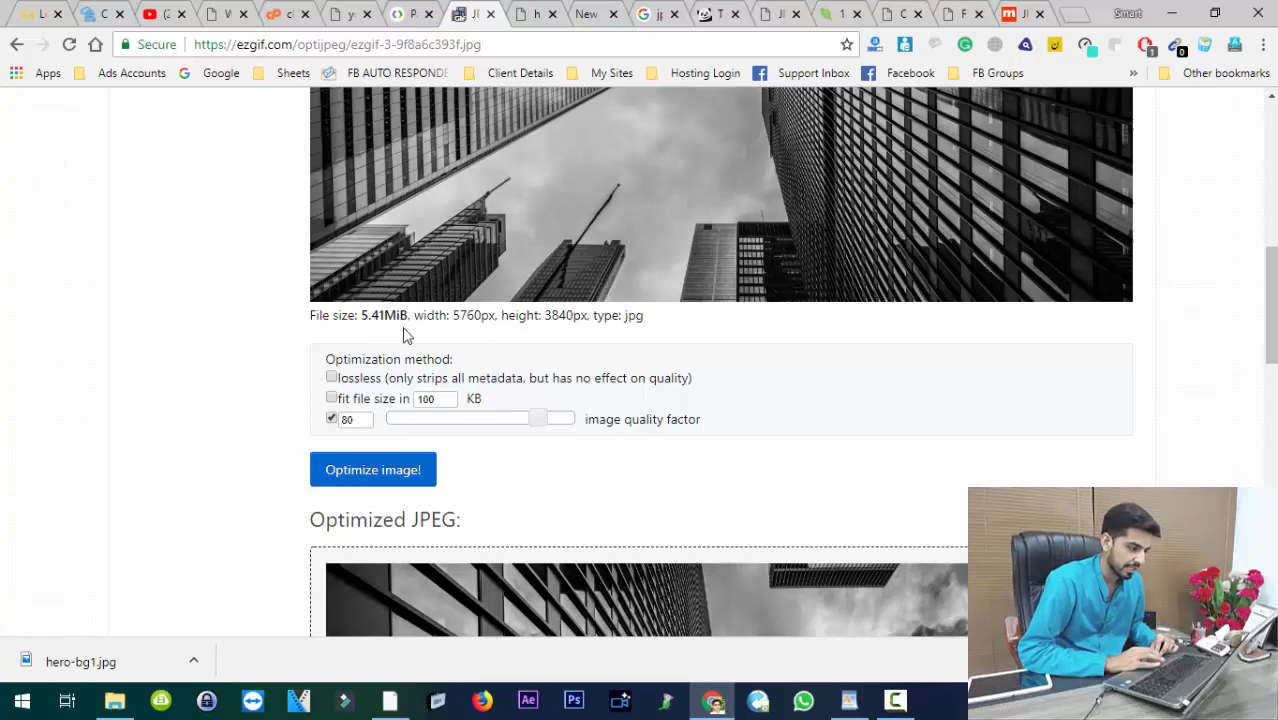 Smart
Secure https://ezgif.com/optijpeg/ezgif-3-9f8a6c393f.jpg
Apps Ads Accounts Google Sheets FB AUTO RESPONDE Client Details My Sites Hosting Login Support Inbox Facebook FB Groups » Other bookmarks
File size: 5.41MiB, width: 5760px, height: 3840px, type: jpg
Optimization method:
lossless (only strips all metadata, but has no effect on quality)
fit file size in 100 KB
80 image quality factor
Optimize image!
Optimized JPEG:
hero-bg1.jpg
Ae Ps